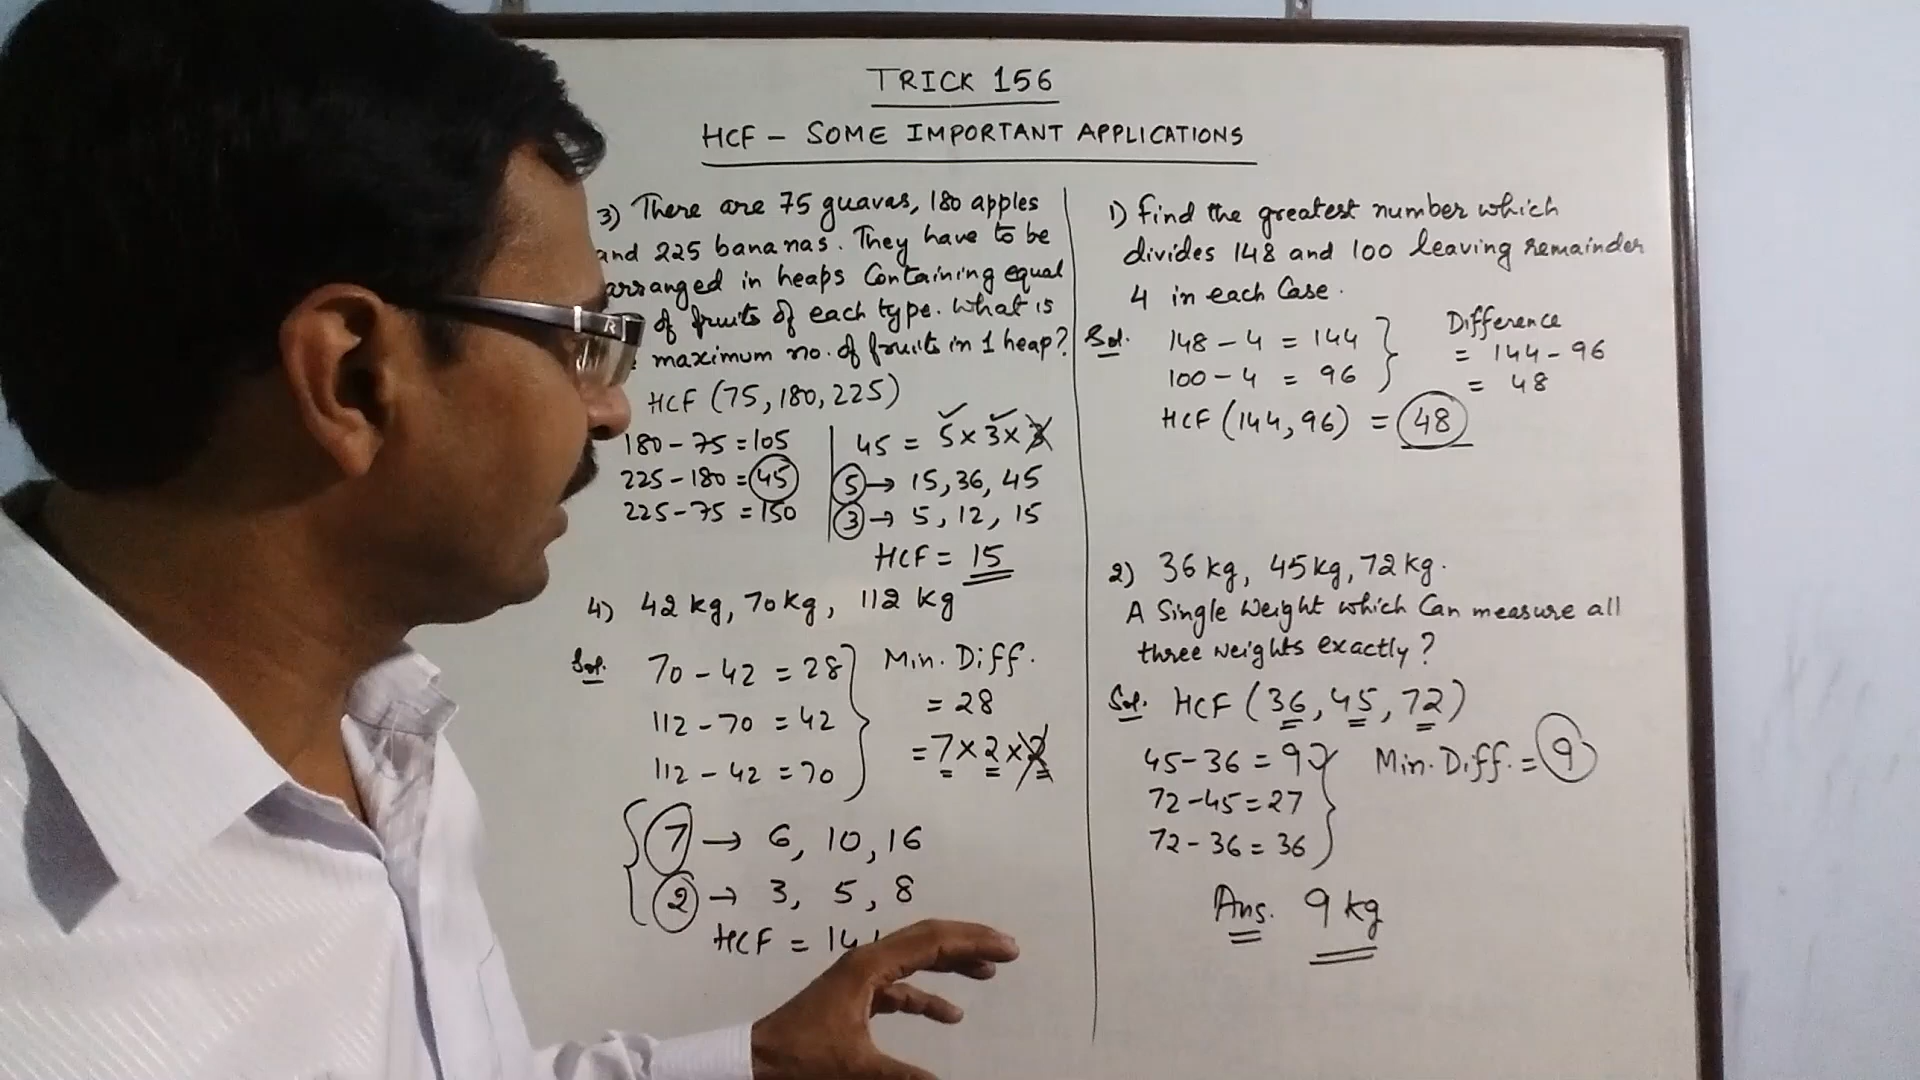 TRICK 156
HCF - SOME IMPORTANT APPLICATIONS
3) There are 75 guavas, 180 apples
and 225 bananas. They have to be
arranged in heaps Containing equal
of fruits of each type. What is
maximum no. of fruits in 1 heap?
HCF (75, 180, 225)
180 - 75 = 105
225 - 180 = 45
225 - 75 = 150
45 = 5 x 3 x 3
5 → 15, 36, 45
3 → 5, 12, 15
HCF = 15
4) 42 kg, 70 kg, 112 kg
Sol.
70 - 42 = 28
112 - 70 = 42
112 - 42 = 70
Min. Diff.
= 28
= 7 x 2 x 2
7 → 6, 10, 16
2 → 3, 5, 8
HCF = 14
1) Find the greatest number which
divides 148 and 100 leaving remainder
4 in each Case.
Sol. 148 - 4 = 144
100 - 4 = 96
Difference
= 144 - 96
= 48
HCF (144, 96) = 48
2) 36 kg, 45 kg, 72 kg.
A Single Weight which Can measure all
three weights exactly?
Sol. HCF (36, 45, 72)
45 - 36 = 9
72 - 45 = 27
72 - 36 = 36
Min. Diff. = 9
Ans. 9 kg
R